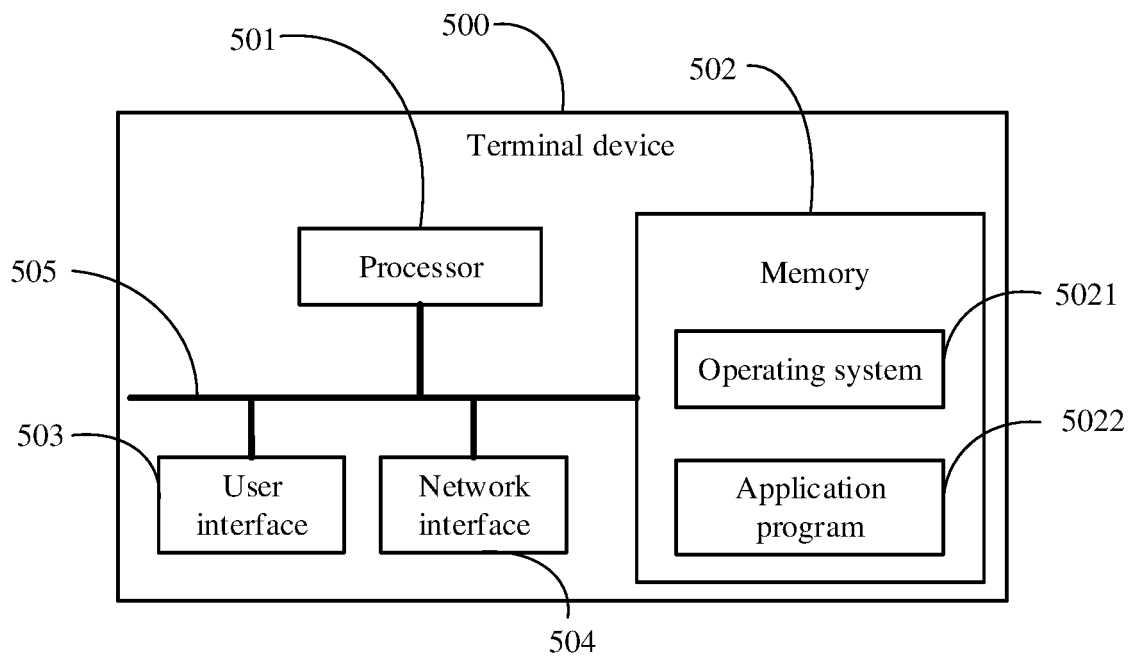 500
501
502
Terminal device
Processor
505
Memory
5021
Operating system
503
5022
User
interface
Network
interface
Application
program
504